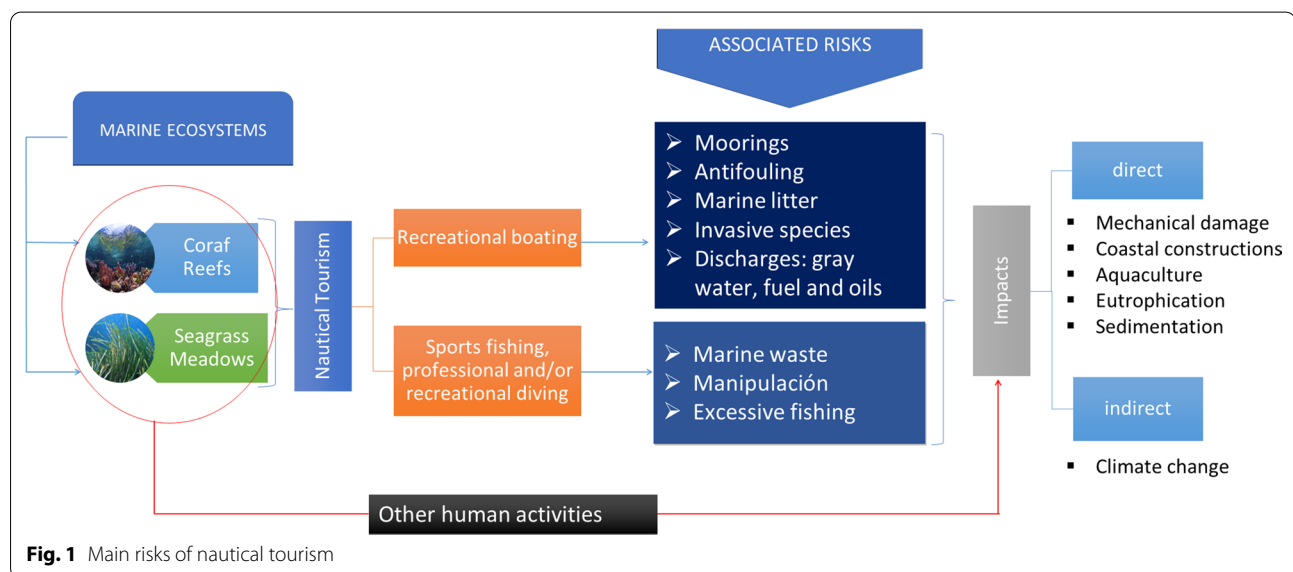 ASSOCIATED RISKS
MARINE ECOSYSTEMS
Coraf
Reefs
Seagrass
Meadows
Nautical Tourism
Recreational boating
Sports fishing,
professional and/or
recreational diving
➢ Moorings
➢ Antifouling
➢ Marine litter
➢ Invasive species
➢ Discharges: gray
water, fuel and oils
➢ Marine waste
➢ Manipulación
➢ Excessive fishing
Impacts
direct
▪ Mechanical damage
▪ Coastal constructions
▪ Aquaculture
▪ Eutrophication
▪ Sedimentation
indirect
▪ Climate change
Other human activities
Fig. 1 Main risks of nautical tourism